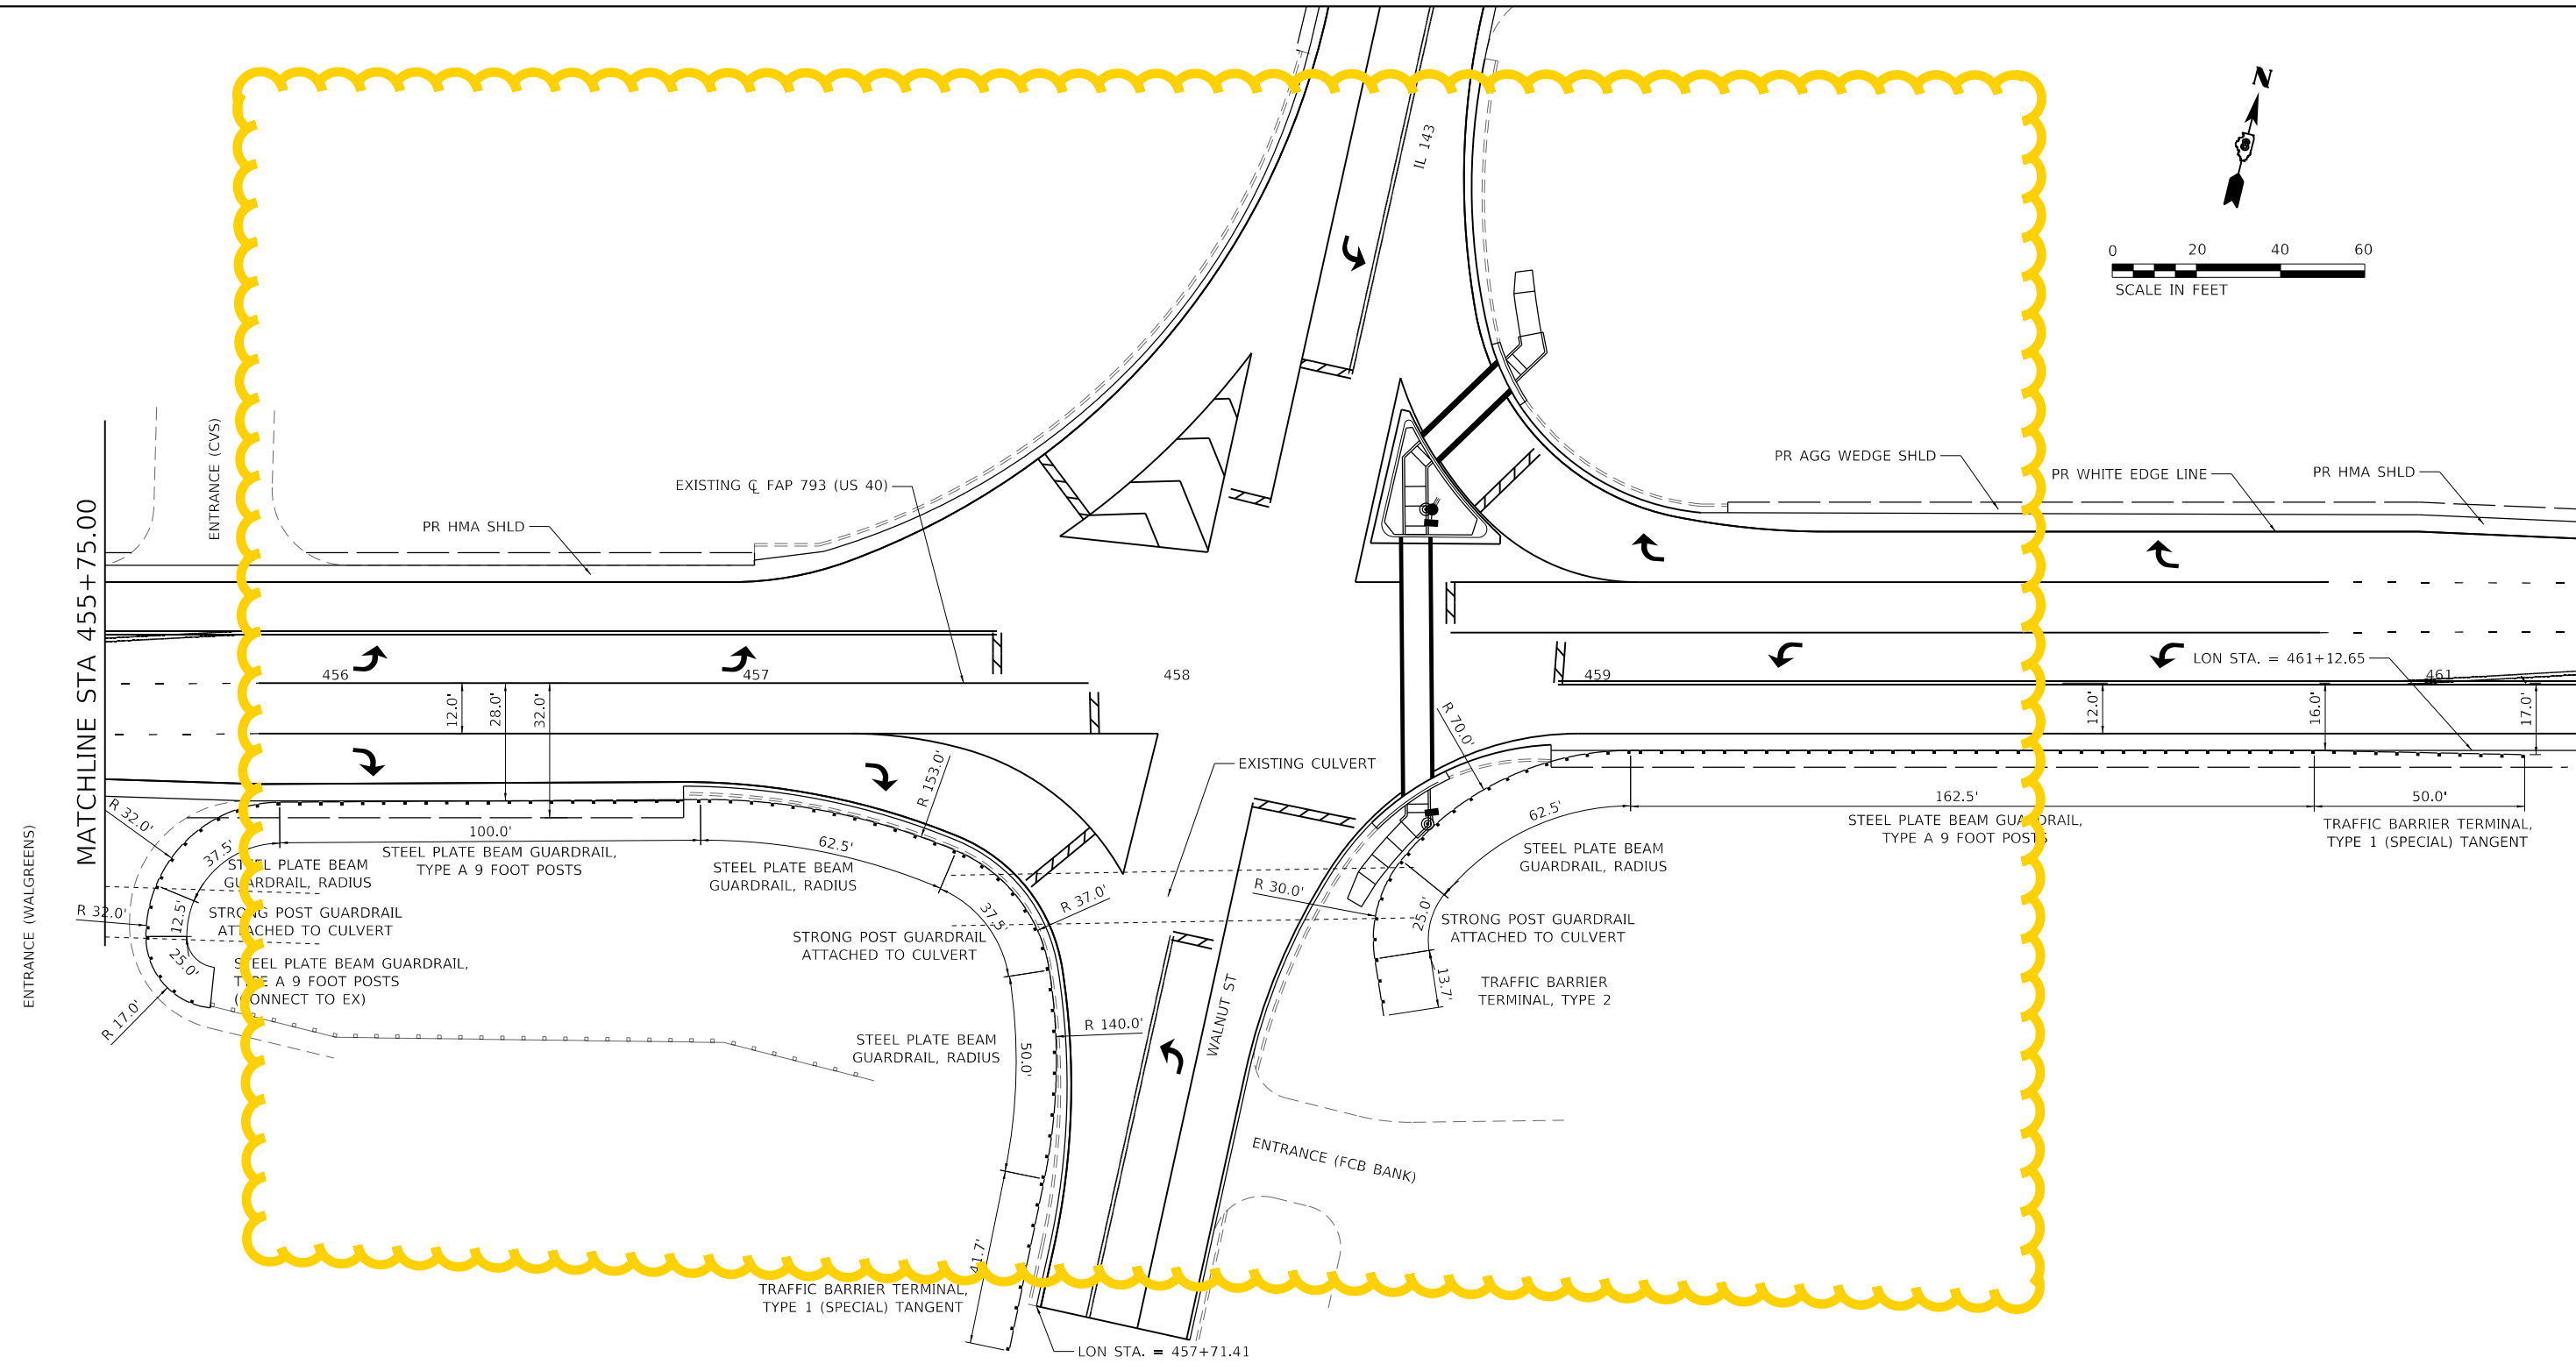 IL 143
N
0 20 40 60
SCALE IN FEET
ENTRANCE (CVS)
EXISTING ℄ FAP 793 (US 40)
PR HMA SHLD
PR AGG WEDGE SHLD
PR WHITE EDGE LINE
PR HMA SHLD
MATCHLINE STA 455+75.00
456
457
458
459
461
LON STA. = 461+12.65
12.0'
28.0'
32.0'
12.0'
16.0'
17.0'
R 153.0'
R 70.0'
EXISTING CULVERT
ENTRANCE (WALGREENS)
R 32.0'
37.5'
100.0'
STEEL PLATE BEAM GUARDRAIL,
TYPE A 9 FOOT POSTS
STEEL PLATE BEAM
GUARDRAIL, RADIUS
62.5'
STEEL PLATE BEAM
GUARDRAIL, RADIUS
62.5'
STEEL PLATE BEAM
GUARDRAIL, RADIUS
162.5'
STEEL PLATE BEAM GUARDRAIL,
TYPE A 9 FOOT POSTS
50.0'
TRAFFIC BARRIER TERMINAL,
TYPE 1 (SPECIAL) TANGENT
R 32.0'
12.5'
STRONG POST GUARDRAIL
ATTACHED TO CULVERT
25.0'
STEEL PLATE BEAM GUARDRAIL,
TYPE A 9 FOOT POSTS
(CONNECT TO EX)
R 17.0'
37.5'
R 37.0'
STRONG POST GUARDRAIL
ATTACHED TO CULVERT
R 30.0'
25.0'
STRONG POST GUARDRAIL
ATTACHED TO CULVERT
13.7'
TRAFFIC BARRIER
TERMINAL, TYPE 2
STEEL PLATE BEAM
GUARDRAIL, RADIUS
50.0'
R 140.0'
WALNUT ST
ENTRANCE (FCB BANK)
41.7'
TRAFFIC BARRIER TERMINAL,
TYPE 1 (SPECIAL) TANGENT
LON STA. = 457+71.41